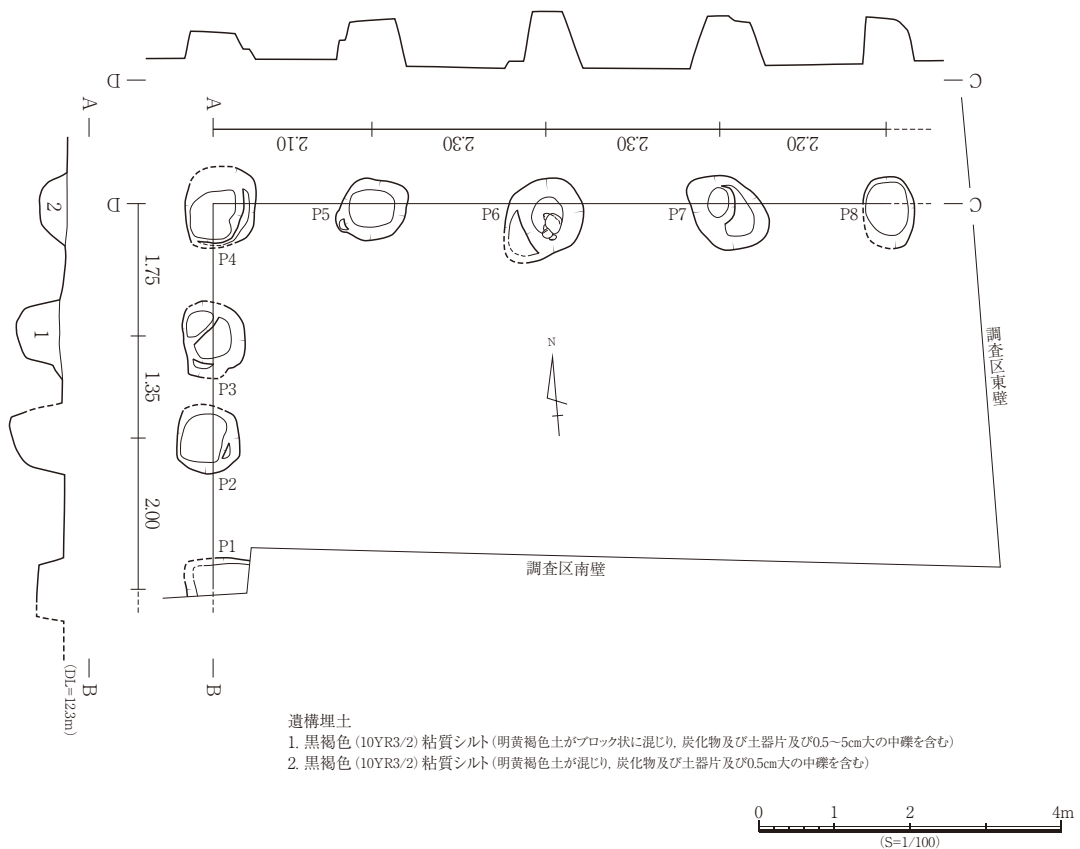 D
C
A
A
2.10
2.30
2.30
2.20
2
D
C
P5
P6
P7
P8
P4
1.75
N
1
調査区東壁
1.35
P3
P2
2.00
P1
調査区南壁
B
B
(DL=12.3m)
遺構埋土
1. 黒褐色 (10YR3/2) 粘質シルト (明黄褐色土がブロック状に混じり, 炭化物及び土器片及び0.5~5㎝大の中礫を含む)
2. 黒褐色 (10YR3/2) 粘質シルト (明黄褐色土が混じり, 炭化物及び土器片及び0.5㎝大の中礫を含む)
0 1 2 4m
(S=1/100)